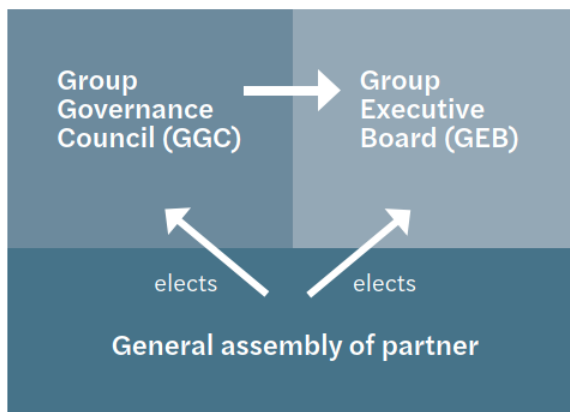 Group
Governance
Council (GGC)
Group
Executive
Board (GEB)
elects
elects
General assembly of partner